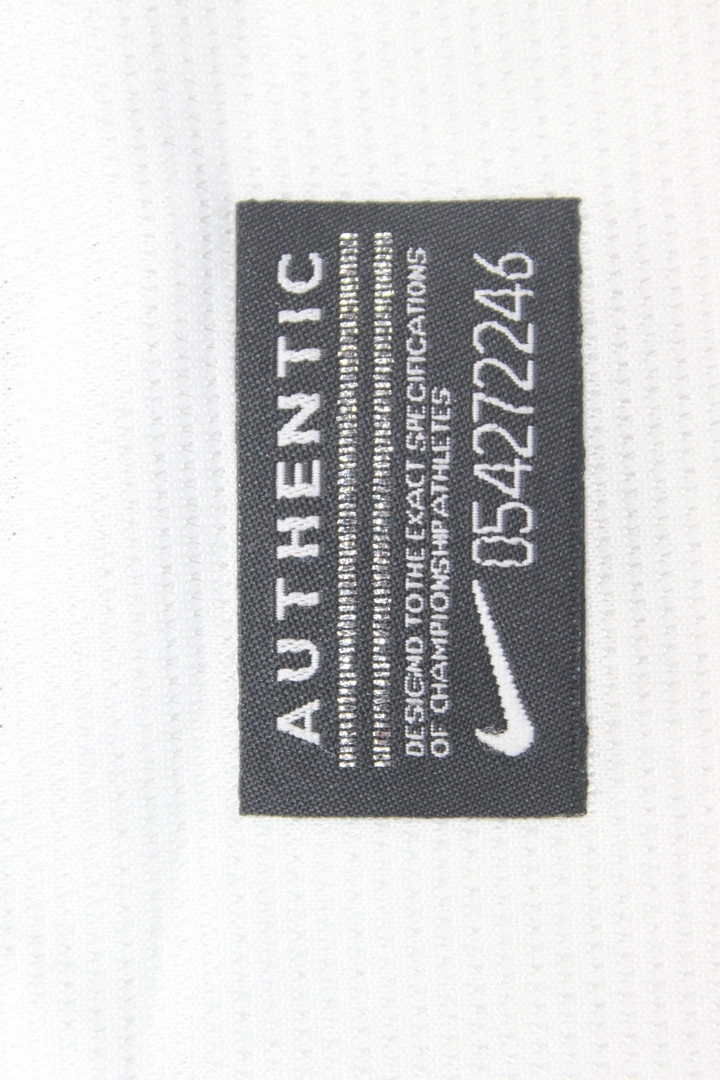 AUTHENTIC
DESIGND TO THE EXACT SPECIFICATIONS
OF CHAMPIONSHIP ATHLETES
054272246